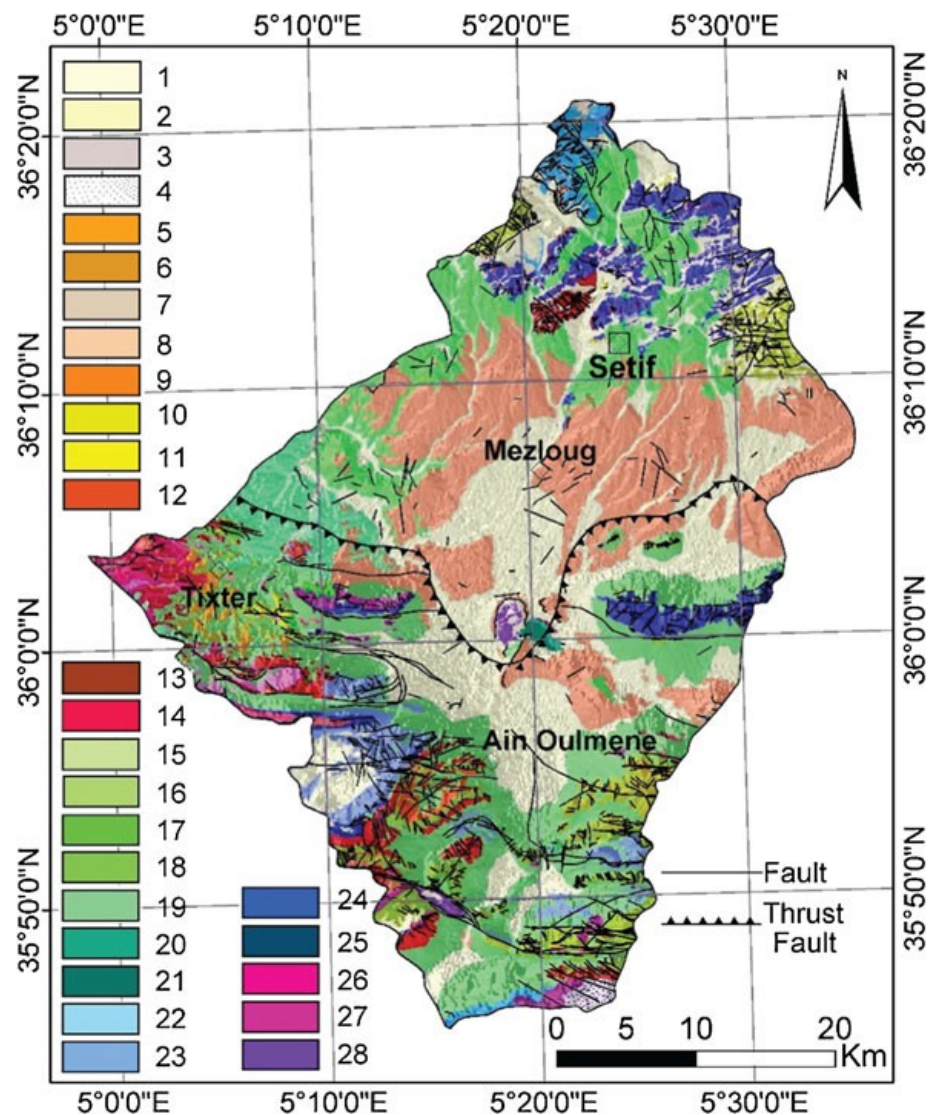 5°0'0"E 5°10'0"E 5°20'0"E 5°30'0"E
36°20'0"N
36°10'0"N
36°0'0"N
35°50'0"N
1
2
3
4
5
6
7
8
9
10
11
12
13
14
15
16
17
18
19
20
21
22
23
24
25
26
27
28
N
Setif
Mezloug
Tixter
Ain Oulmene
Fault
Thrust
Fault
0 5 10 20
Km
36°20'0"N
36°10'0"N
36°0'0"N
35°50'0"N
5°0'0"E 5°10'0"E 5°20'0"E 5°30'0"E